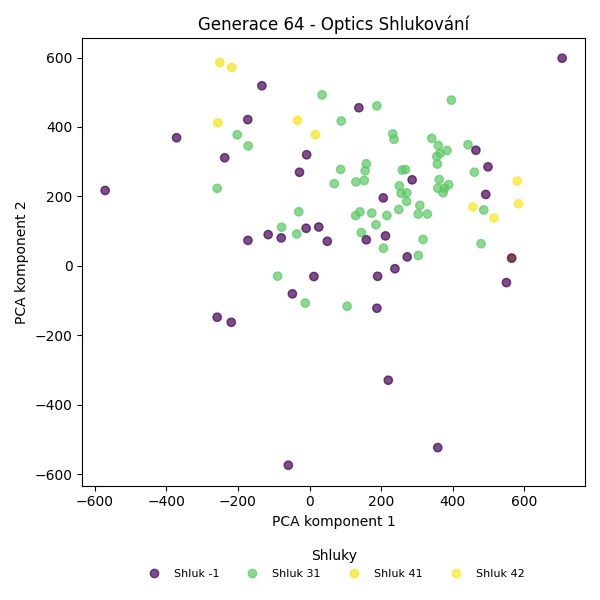 Generace 64 - Optics Shlukování
600
400
200
0
−200
−400
−600
PCA komponent 2
−600 −400 −200 0 200 400 600
PCA komponent 1
Shluky
Shluk -1 Shluk 31 Shluk 41 Shluk 42